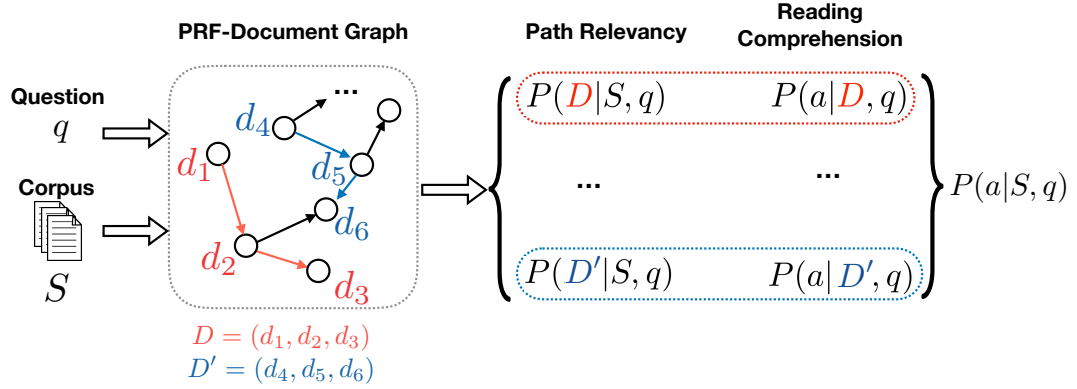 PRF-Document Graph
Path Relevancy
Reading
Comprehension
Question
q
Corpus
S
...
d₄
d₁
d₅
d₆
d₂
d₃
P(D|S, q)
P(a|D, q)
...
...
P(a|S, q)
P(D′|S, q)
P(a|D′, q)
D = (d₁, d₂, d₃)
D′ = (d₄, d₅, d₆)